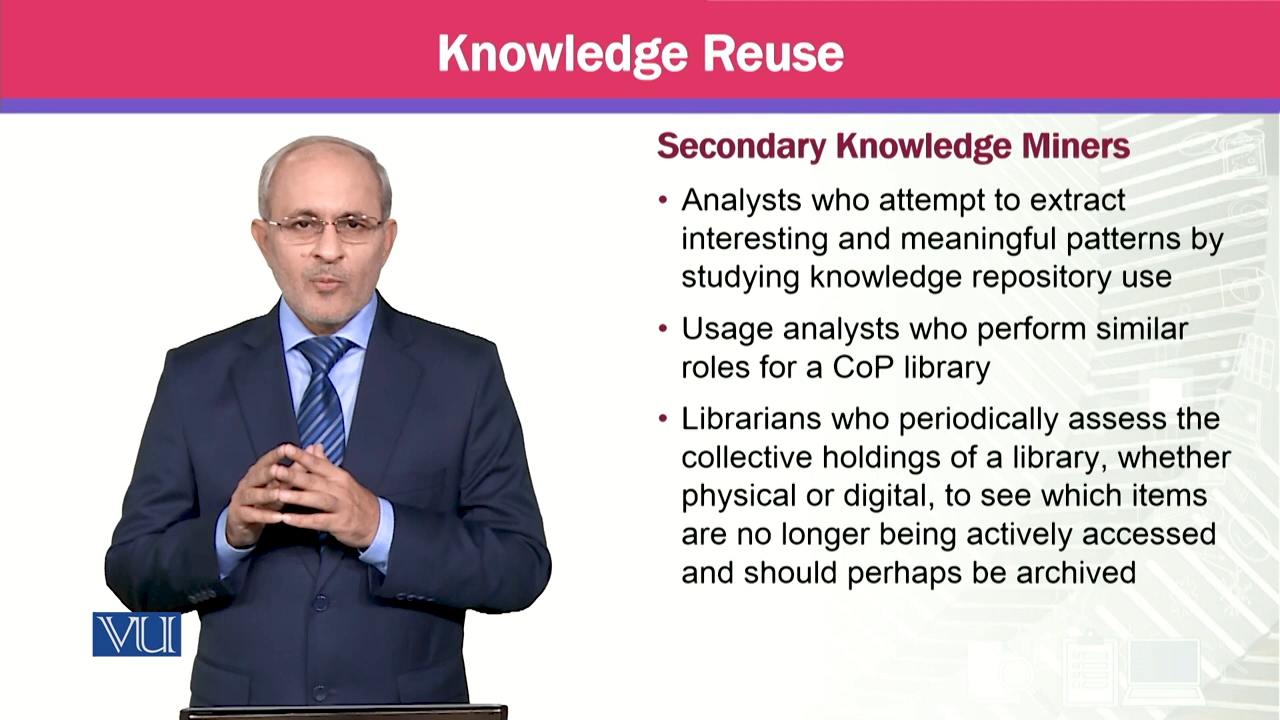 Knowledge Reuse
Secondary Knowledge Miners
• Analysts who attempt to extract
interesting and meaningful patterns by
studying knowledge repository use
• Usage analysts who perform similar
roles for a CoP library
• Librarians who periodically assess the
collective holdings of a library, whether
physical or digital, to see which items
are no longer being actively accessed
and should perhaps be archived
VU